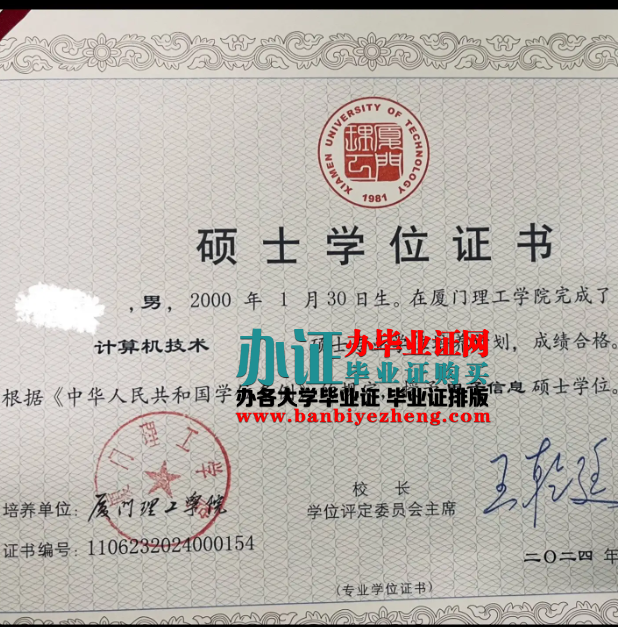 XIAMEN UNIVERSITY OF TECHNOLOGY
1981
硕士学位证书
,男, 2000 年 1 月30日生。在厦门理工学院完成了
计算机技术 硕士 划, 成绩合格。
办证 办毕业证网
根据《中华人民共和国学 信息 硕士学位。
办各大学毕业证·毕业证排版
www.banbiyezheng.com
厦门理工学院
校 长
培养单位: 厦门理工学院
学位评定委员会主席
证书编号: 1106232024000154
二〇二四 年
(专业学位证书)